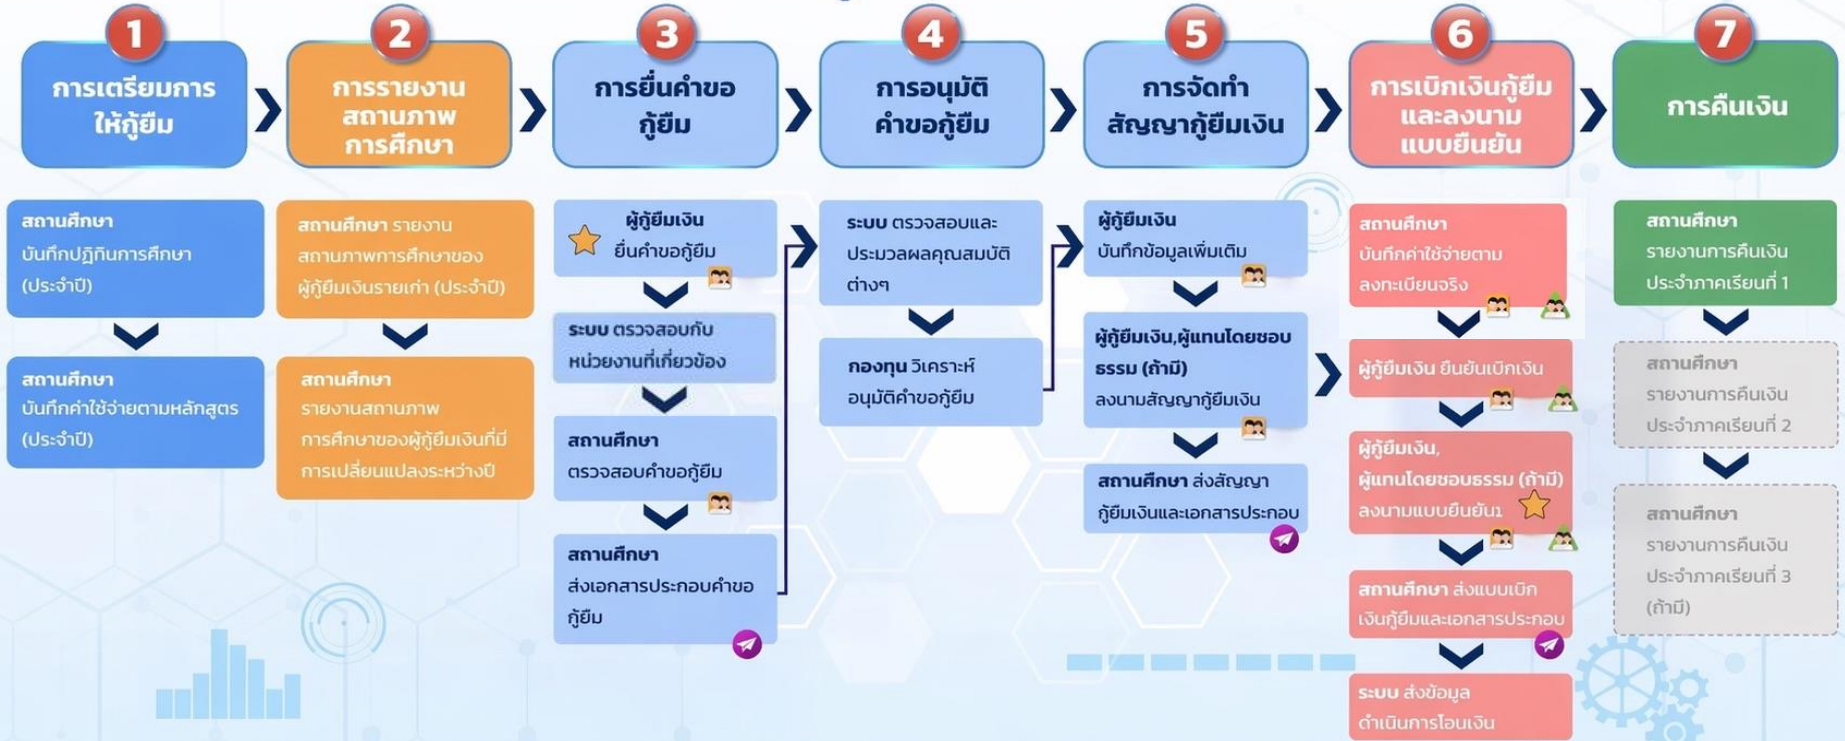 1
การเตรียมการ
ให้กู้ยืม
สถานศึกษา
บันทึกปฏิทินการศึกษา
(ประจำปี)
สถานศึกษา
บันทึกค่าใช้จ่ายตามหลักสูตร
(ประจำปี)
2
การรายงาน
สถานภาพ
การศึกษา
สถานศึกษา รายงาน
สถานภาพการศึกษาของ
ผู้กู้ยืมเงินรายเก่า (ประจำปี)
สถานศึกษา
รายงานสถานภาพ
การศึกษาของผู้กู้ยืมเงินที่มี
การเปลี่ยนแปลงระหว่างปี
3
การยื่นคำขอ
กู้ยืม
ผู้กู้ยืมเงิน
ยื่นคำขอกู้ยืม
ระบบ ตรวจสอบกับ
หน่วยงานที่เกี่ยวข้อง
สถานศึกษา
ตรวจสอบคำขอกู้ยืม
สถานศึกษา
ส่งเอกสารประกอบคำขอ
กู้ยืม
4
การอนุมัติ
คำขอกู้ยืม
ระบบ ตรวจสอบและ
ประมวลผลคุณสมบัติ
ต่างๆ
กองทุน วิเคราะห์
อนุมัติคำขอกู้ยืม
5
การจัดทำ
สัญญากู้ยืมเงิน
ผู้กู้ยืมเงิน
บันทึกข้อมูลเพิ่มเติม
ผู้กู้ยืมเงิน,ผู้แทนโดยชอบ
ธรรม (ถ้ามี)
ลงนามสัญญากู้ยืมเงิน
สถานศึกษา ส่งสัญญา
กู้ยืมเงินและเอกสารประกอบ
6
การเบิกเงินกู้ยืม
และลงนาม
แบบยืนยัน
สถานศึกษา
บันทึกค่าใช้จ่ายตาม
ลงทะเบียนจริง
ผู้กู้ยืมเงิน ยืนยันเบิกเงิน
ผู้กู้ยืมเงิน,
ผู้แทนโดยชอบธรรม (ถ้ามี)
ลงนามแบบยืนยันฯ
สถานศึกษา ส่งแบบเบิก
เงินกู้ยืมและเอกสารประกอบ
ระบบ ส่งข้อมูล
ดำเนินการโอนเงิน
7
การคืนเงิน
สถานศึกษา
รายงานการคืนเงิน
ประจำภาคเรียนที่ 1
สถานศึกษา
รายงานการคืนเงิน
ประจำภาคเรียนที่ 2
สถานศึกษา
รายงานการคืนเงิน
ประจำภาคเรียนที่ 3
(ถ้ามี)